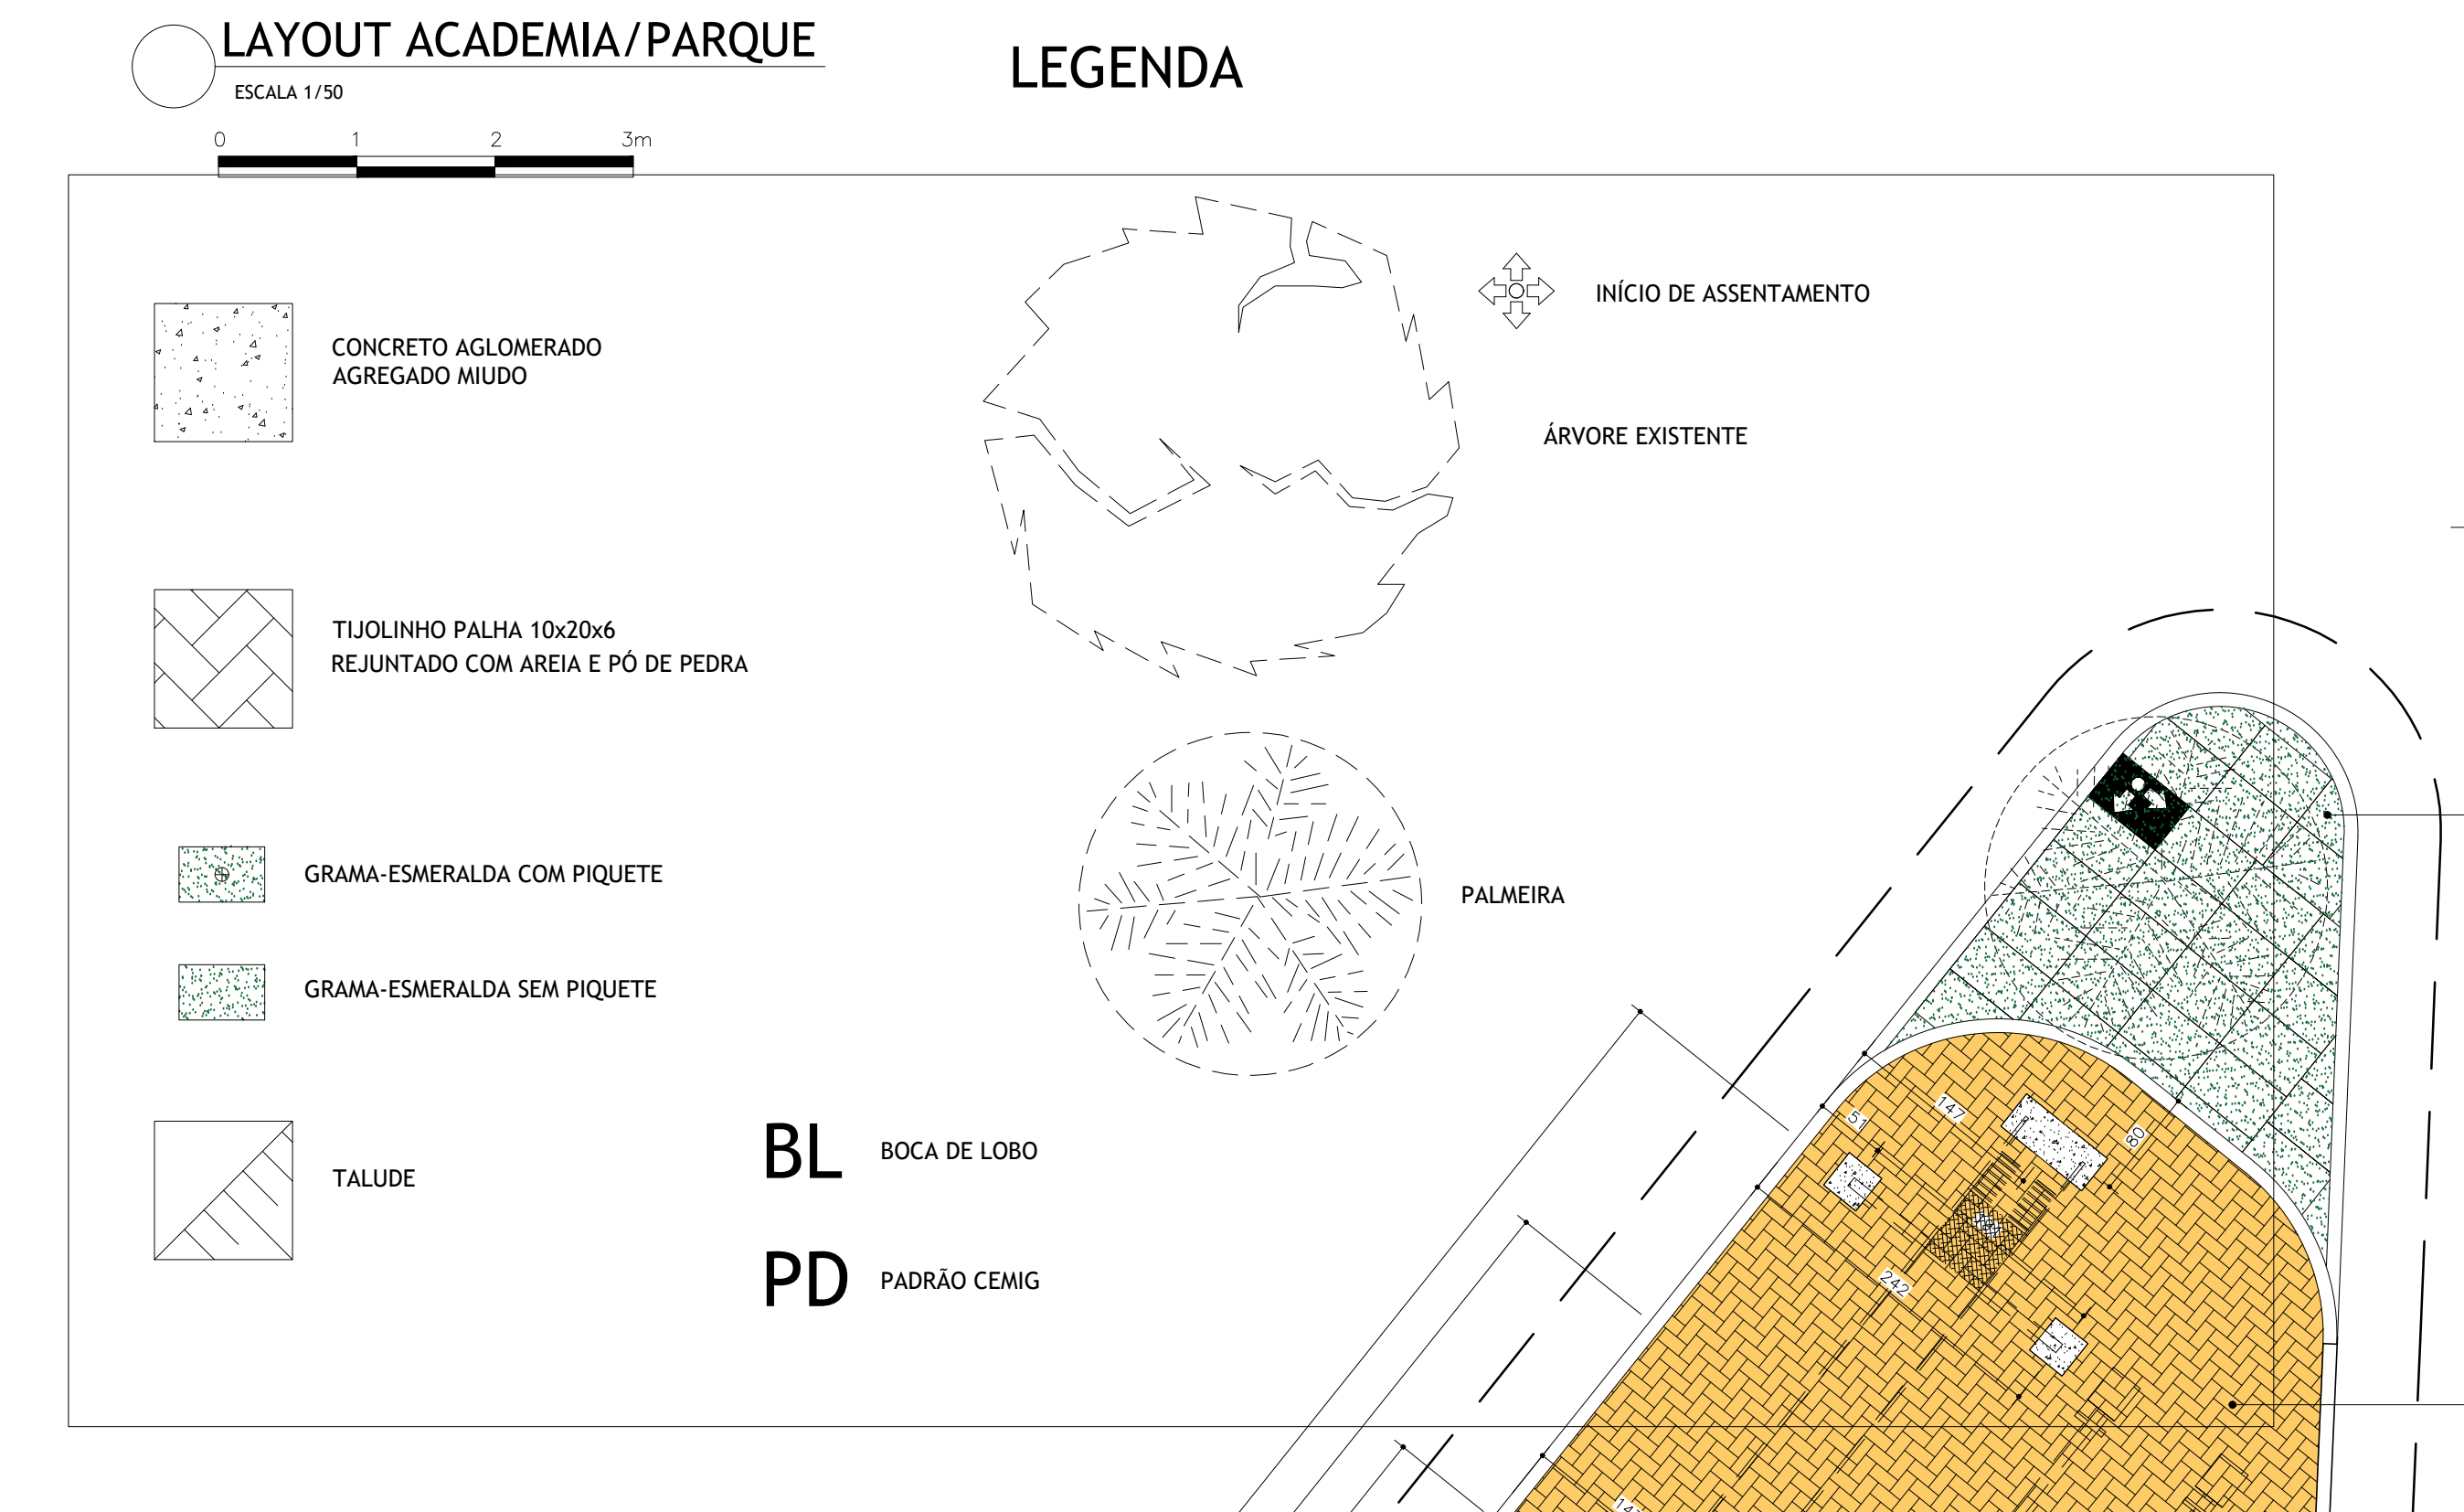 LAYOUT ACADEMIA/PARQUE
ESCALA 1/50
0 1 2 3m
LEGENDA
CONCRETO AGLOMERADO
AGREGADO MIUDO
TIJOLINHO PALHA 10x20x6
REJUNTADO COM AREIA E PÓ DE PEDRA
GRAMA-ESMERALDA COM PIQUETE
GRAMA-ESMERALDA SEM PIQUETE
TALUDE
INÍCIO DE ASSENTAMENTO
ÁRVORE EXISTENTE
PALMEIRA
BL BOCA DE LOBO
PD PADRÃO CEMIG
51
147
80
242